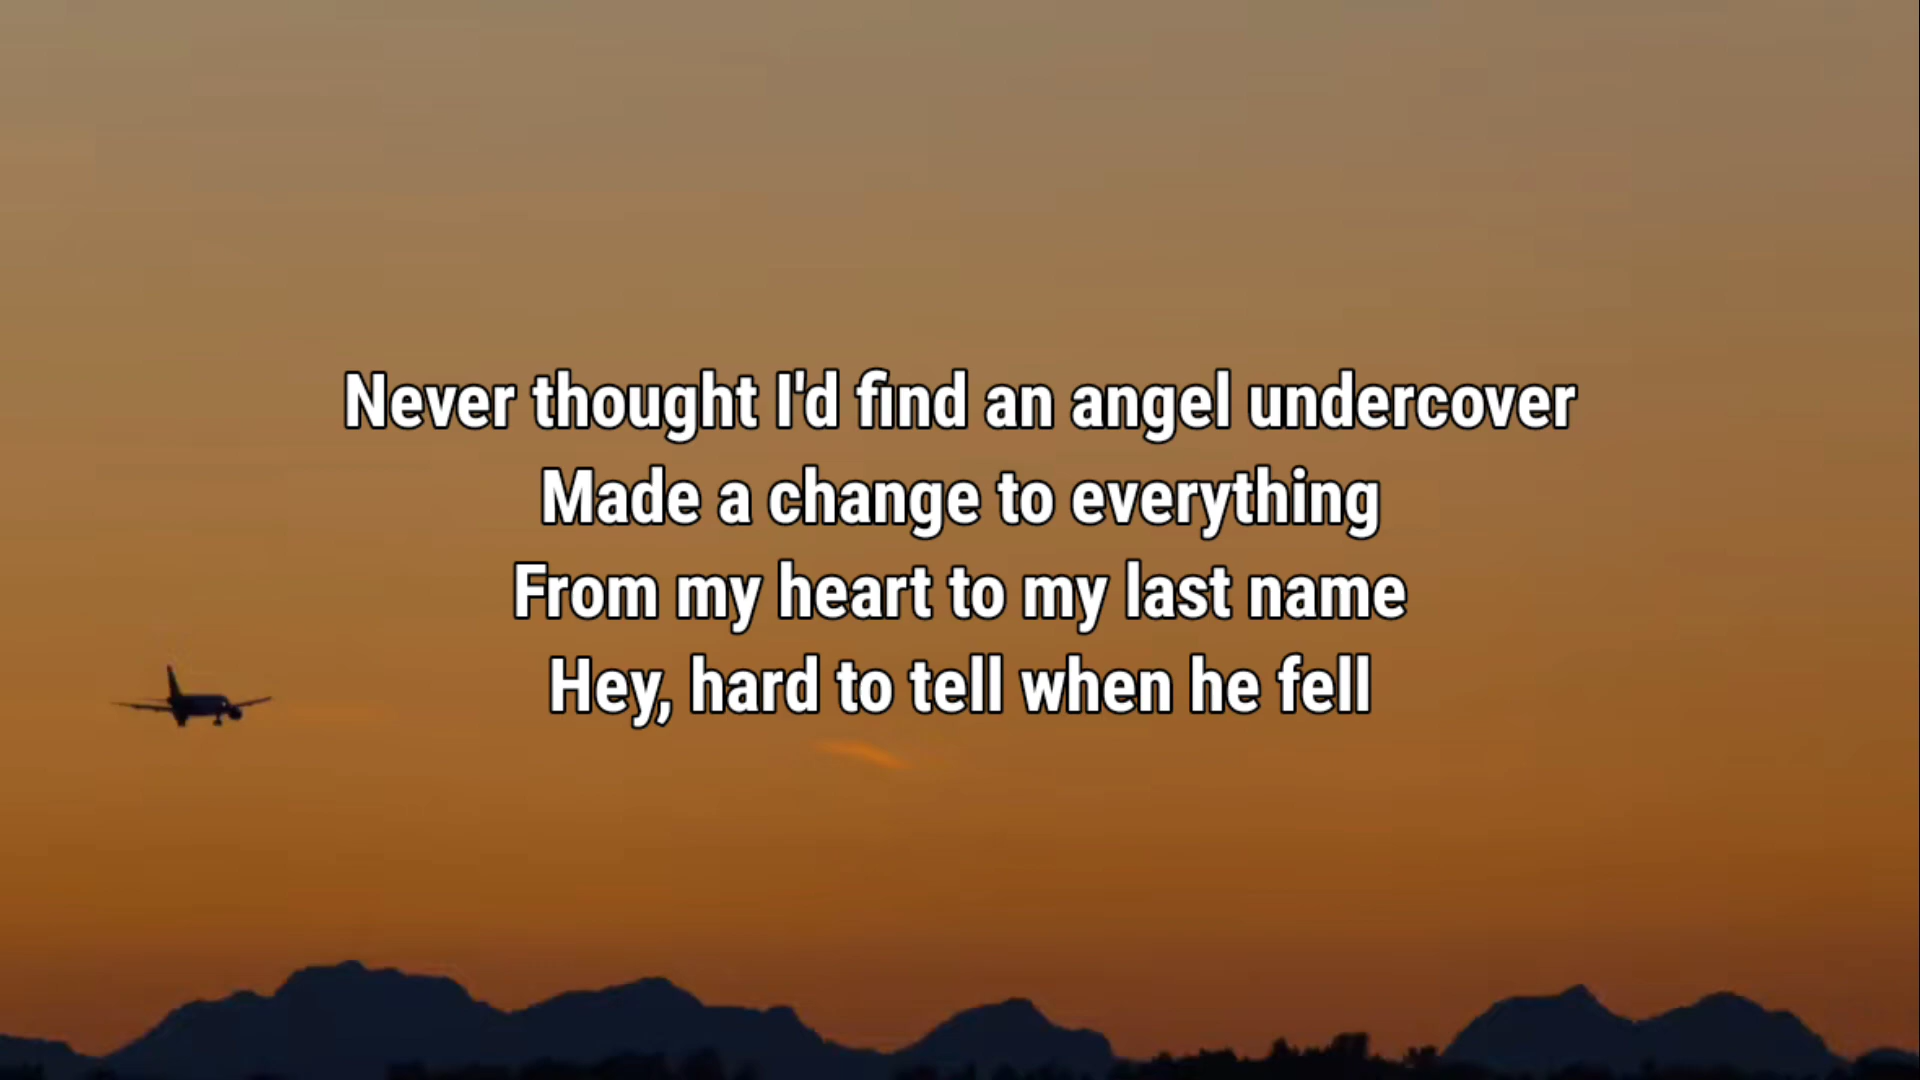 Never thought I'd find an angel undercover
Made a change to everything
From my heart to my last name
Hey, hard to tell when he fell